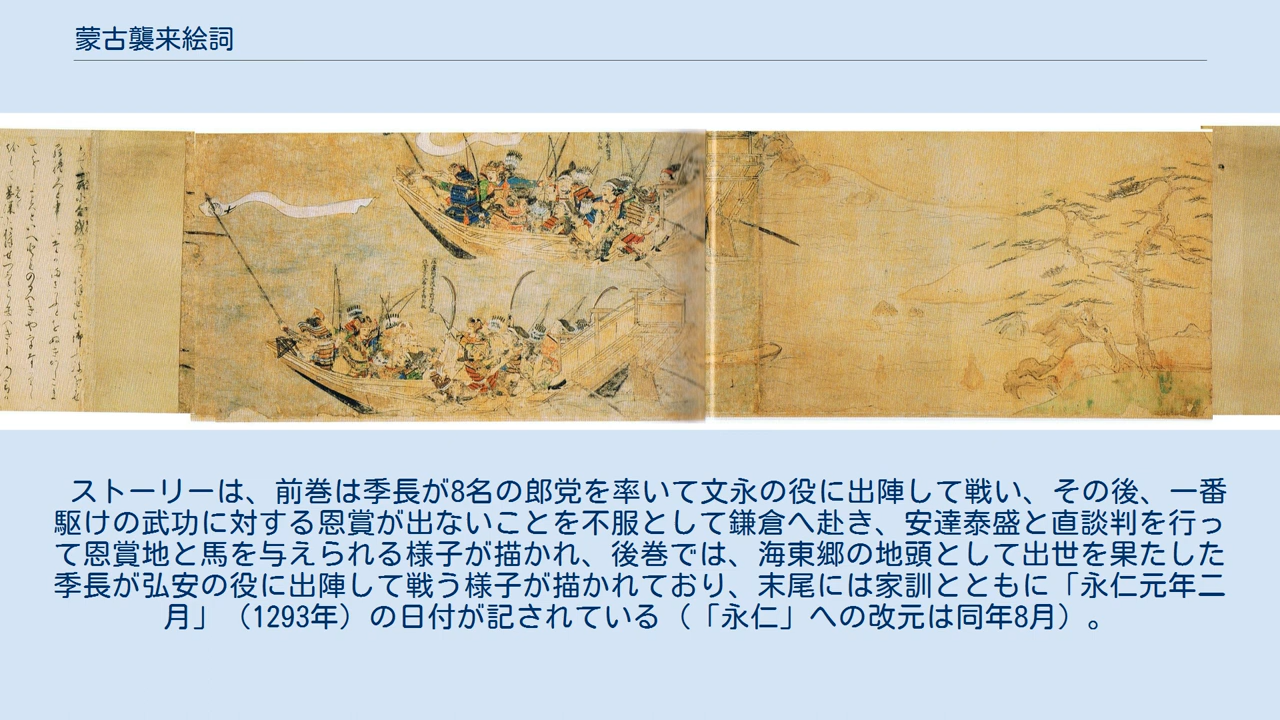 蒙古襲来絵詞
ストーリーは、前巻は季長が8名の郎党を率いて文永の役に出陣して戦い、その後、一番
駆けの武功に対する恩賞が出ないことを不服として鎌倉へ赴き、安達泰盛と直談判を行っ
て恩賞地と馬を与えられる様子が描かれ、後巻では、海東郷の地頭として出世を果たした
季長が弘安の役に出陣して戦う様子が描かれており、末尾には家訓とともに「永仁元年二
月」（1293年）の日付が記されている（「永仁」への改元は同年8月）。